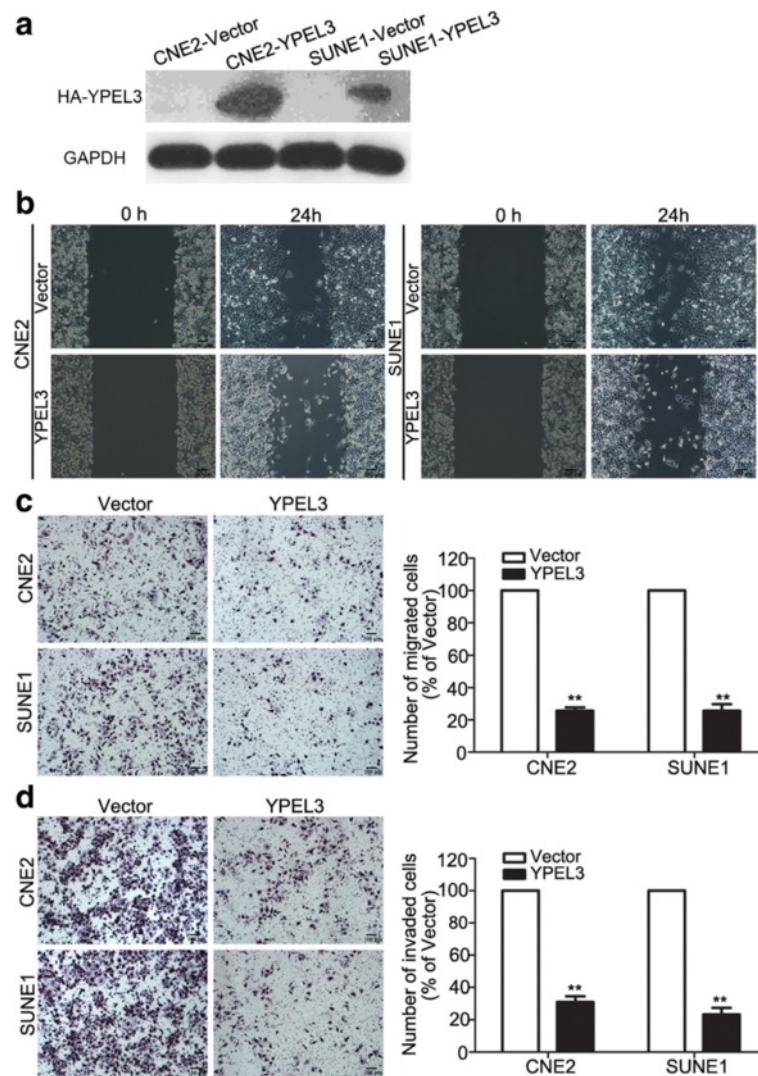 a
CNE2-Vector
CNE2-YPEL3
SUNE1-Vector
SUNE1-YPEL3
HA-YPEL3
GAPDH
b
0 h
24h
0 h
24h
CNE2
Vector
YPEL3
SUNE1
Vector
YPEL3
c
Vector
YPEL3
CNE2
SUNE1
Number of migrated cells
(% of Vector)
120
100
80
60
40
20
0
Vector
YPEL3
**
**
CNE2
SUNE1
d
Vector
YPEL3
CNE2
SUNE1
Number of invaded cells
(% of Vector)
120
100
80
60
40
20
0
Vector
YPEL3
**
**
CNE2
SUNE1